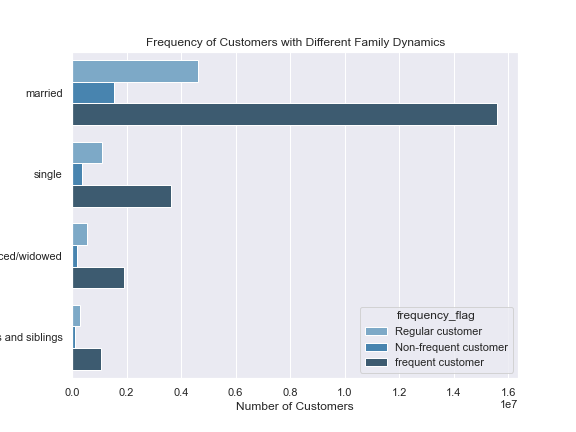 Frequency of Customers with Different Family Dynamics
married
single
ced/widowed
s and siblings
frequency_flag
Regular customer
Non-frequent customer
frequent customer
0.0 0.2 0.4 0.6 0.8 1.0 1.2 1.4 1.6
1e7
Number of Customers